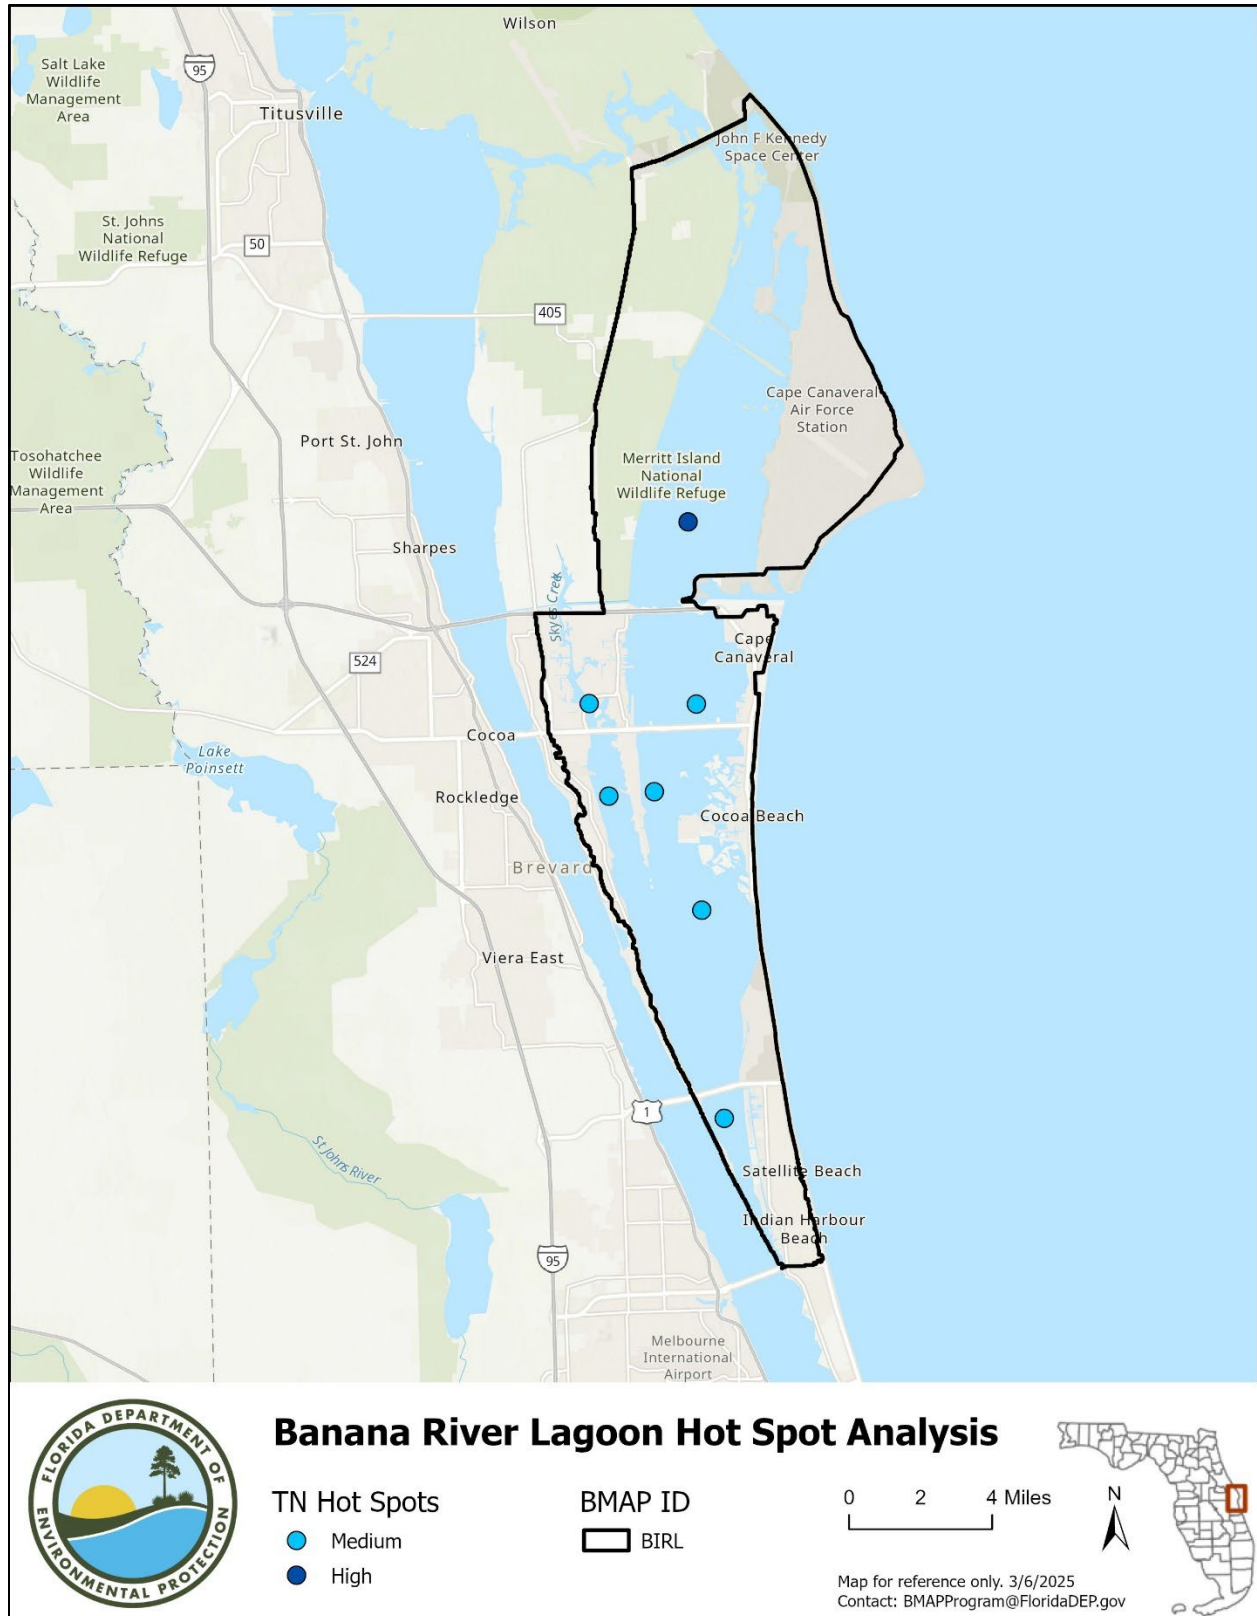 Wilson
Salt Lake
Wildlife
Management
Area
95
Titusville
John F Kennedy
Space Center
St. Johns
National
Wildlife Refuge
50
405
Cape Canaveral
Air Force
Station
Port St. John
Tosohatchee
Wildlife
Management
Area
Merritt Island
National
Wildlife Refuge
Sharpes
Skyes Creek
Cape
Canaveral
524
Cocoa
Lake
Poinsett
Rockledge
Cocoa Beach
Brevard
Viera East
1
St Johns River
Satellite Beach
Indian Harbour
Beach
95
Melbourne
International
Airport
FLORIDA DEPARTMENT OF
ENVIRONMENTAL PROTECTION
Banana River Lagoon Hot Spot Analysis
TN Hot Spots
Medium
High
BMAP ID
BIRL
0 2 4 Miles
N
Map for reference only. 3/6/2025
Contact: BMAPProgram@FloridaDEP.gov